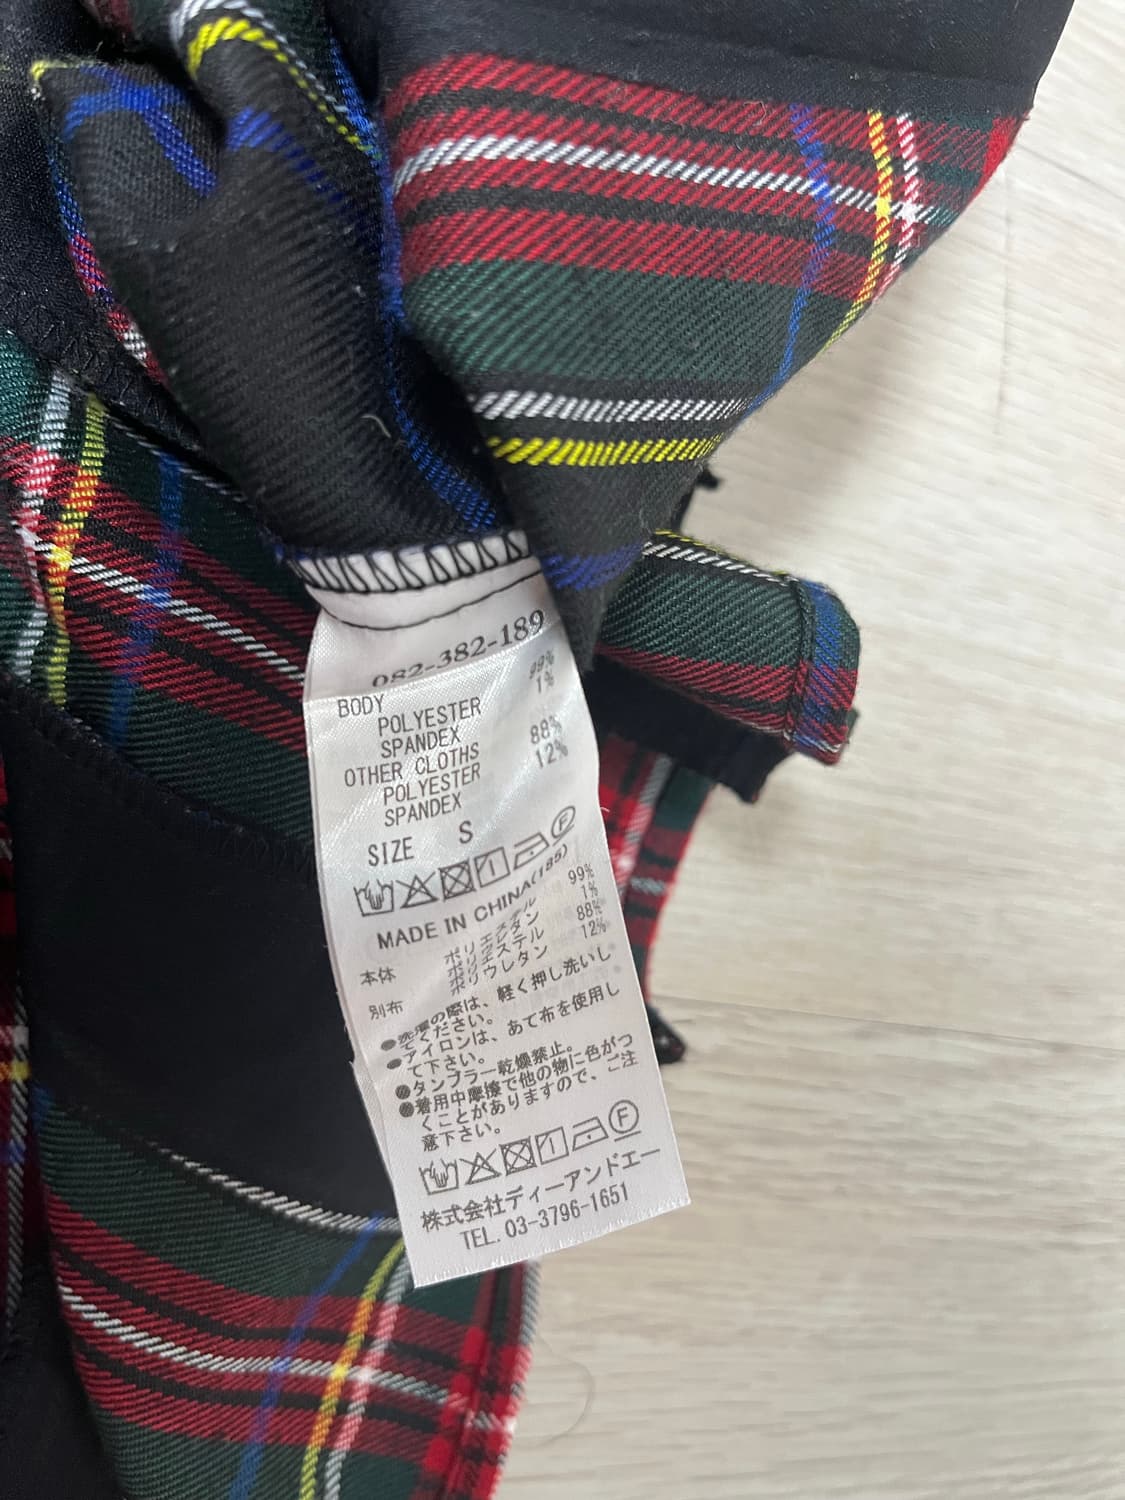 082-382-189
BODY
POLYESTER 99%
SPANDEX 1%
OTHER CLOTHS
POLYESTER 88%
SPANDEX 12%
SIZE S
F
MADE IN CHINA(185)
本体 ポリエステル 99%
ポリウレタン 1%
別布 ポリエステル 88%
ポリウレタン 12%
●洗濯の際は、軽く押し洗いし
てください。
●アイロンは、あて布を使用し
て下さい。
●タンブラー乾燥禁止。
●着用中摩擦で他の物に色がつ
くことがありますので、ご注
意下さい。
F
株式会社ディーアンドエー
TEL. 03-3796-1651